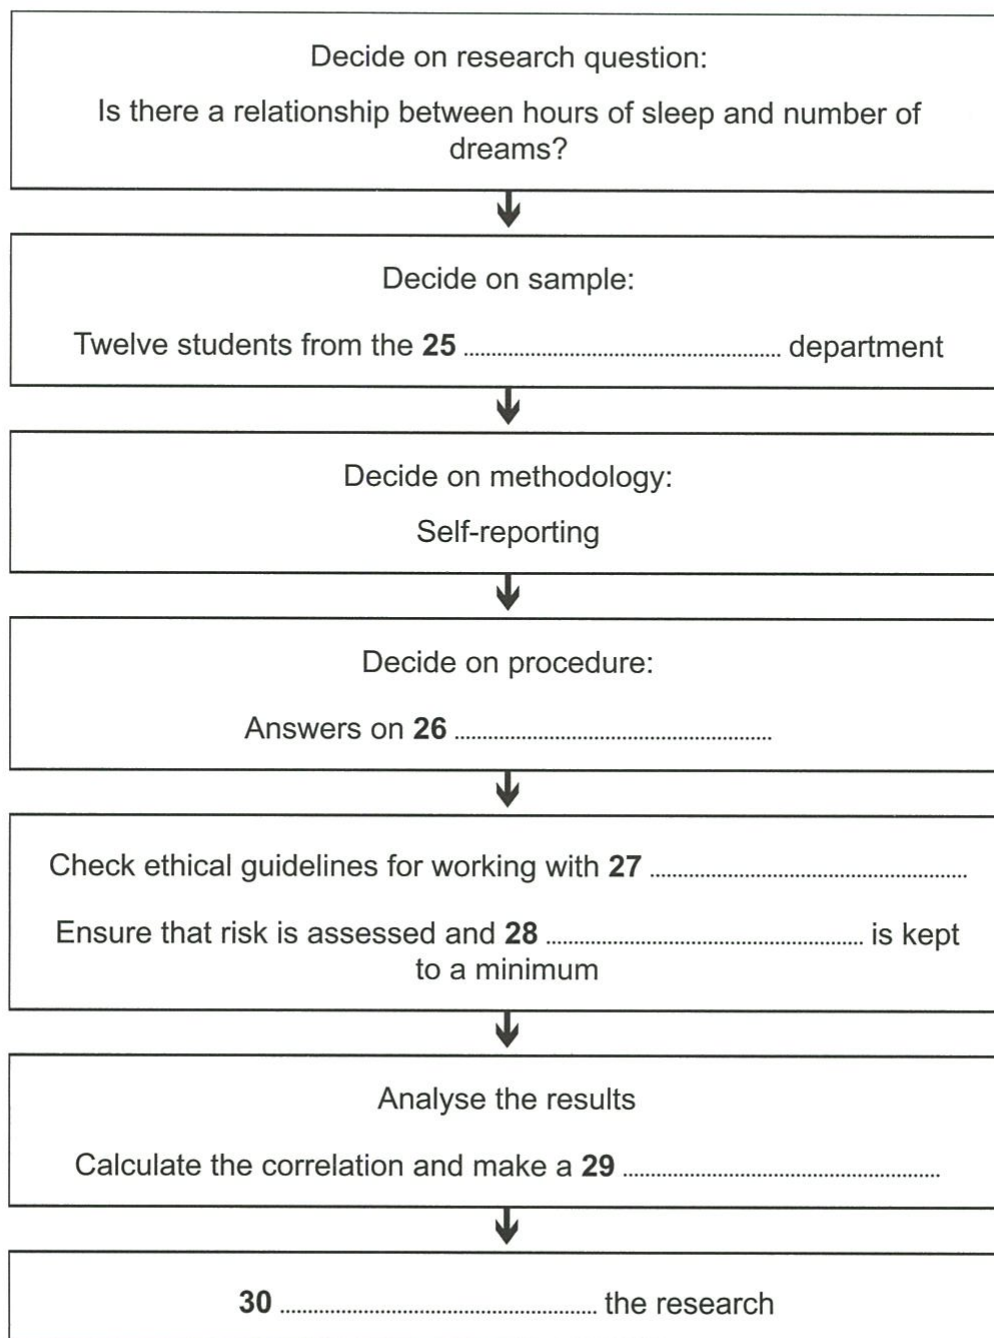 Decide on research question:
Is there a relationship between hours of sleep and number of
dreams?
Decide on sample:
Twelve students from the 25 .................................................. department
Decide on methodology:
Self-reporting
Decide on procedure:
Answers on 26 ..................................................
Check ethical guidelines for working with 27 ..................................................
Ensure that risk is assessed and 28 .................................................. is kept
to a minimum
Analyse the results
Calculate the correlation and make a 29 ..................................................
30 .................................................. the research